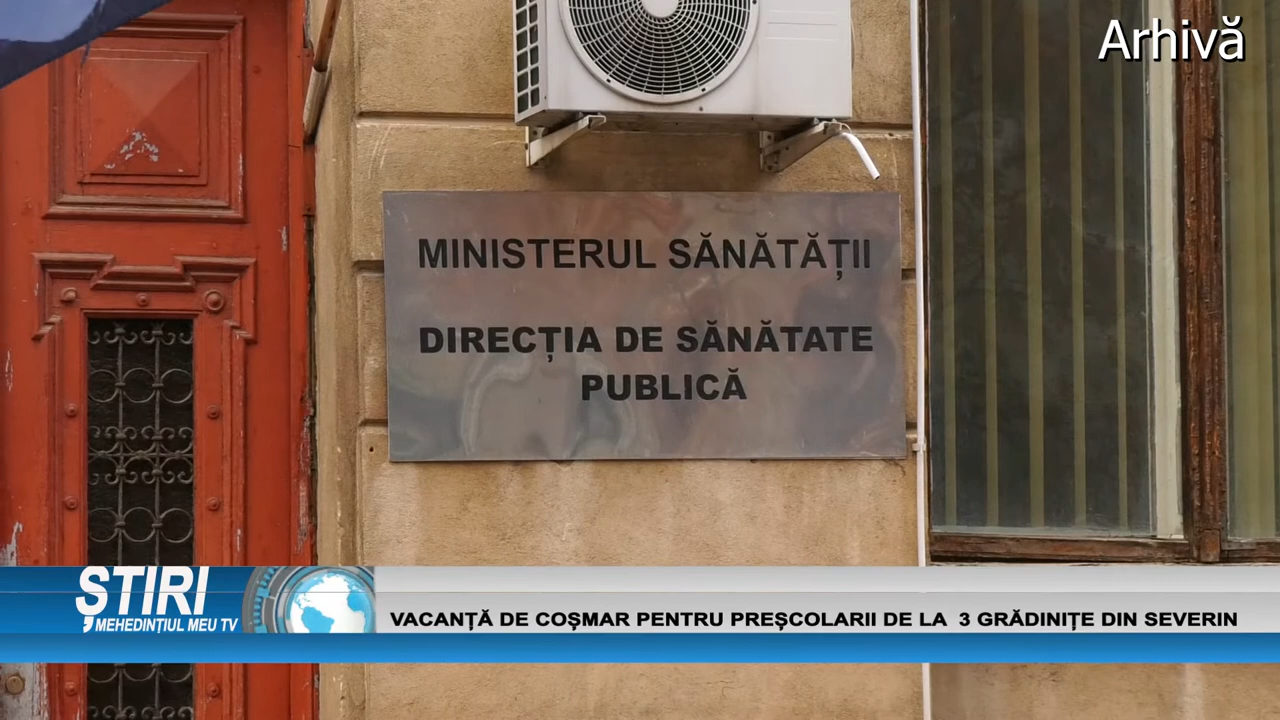 Arhivă
MINISTERUL SĂNĂTĂȚII
DIRECȚIA DE SĂNĂTATE
PUBLICĂ
ȘTIRI
MEHEDINȚIUL MEU TV
VACANȚĂ DE COȘMAR PENTRU PREȘCOLARII DE LA 3 GRĂDINIȚE DIN SEVERIN